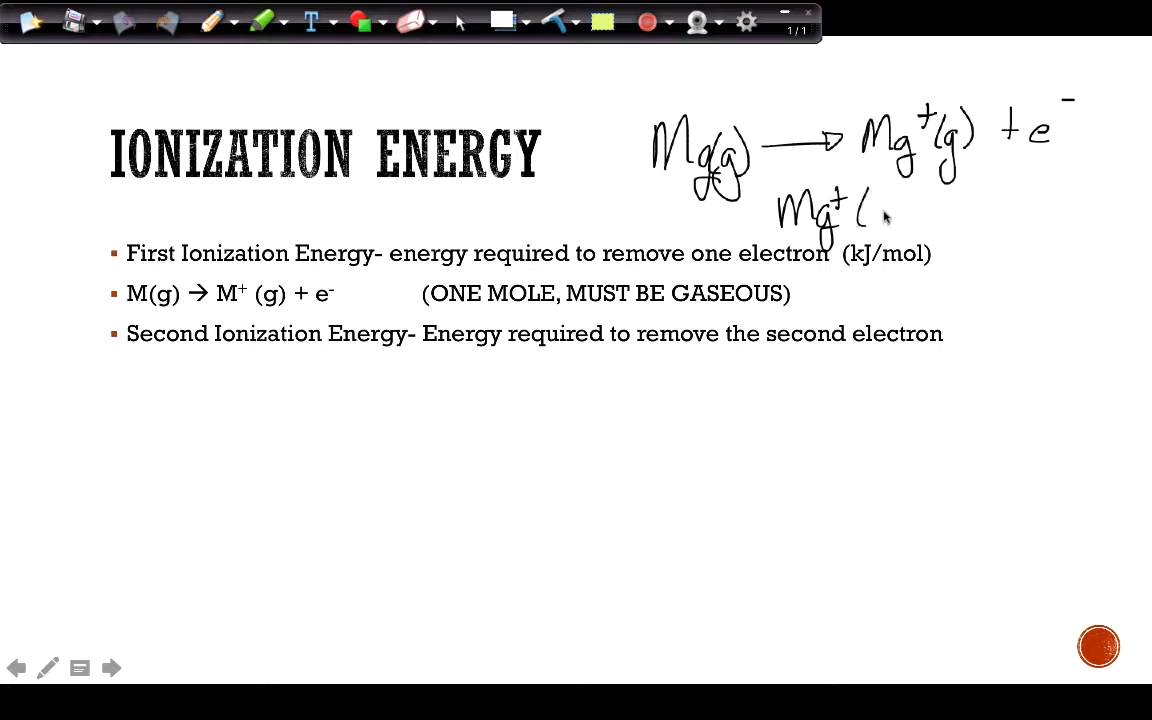 1/1
IONIZATION ENERGY
Mg(g) → Mg⁺(g) + e⁻
Mg⁺(
▪ First Ionization Energy- energy required to remove one electron (kJ/mol)
▪ M(g) → M⁺ (g) + e⁻ (ONE MOLE, MUST BE GASEOUS)
▪ Second Ionization Energy- Energy required to remove the second electron